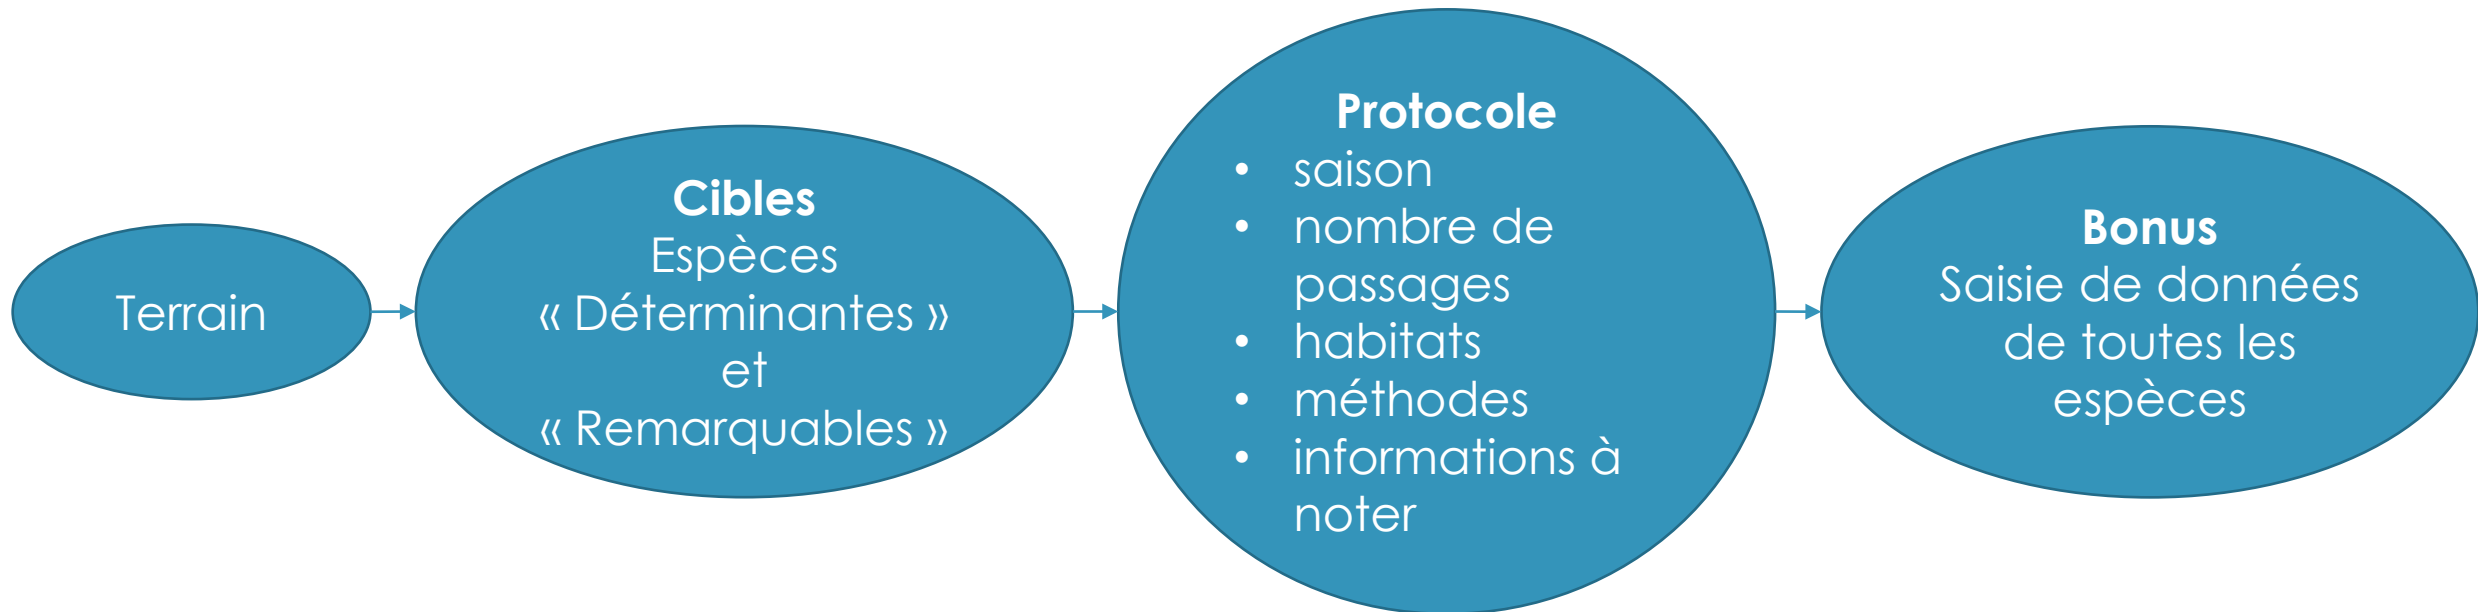 Terrain
Cibles
Espèces
« Déterminantes »
et
« Remarquables »
Protocole
• saison
• nombre de
passages
• habitats
• méthodes
• informations à
noter
Bonus
Saisie de données
de toutes les
espèces